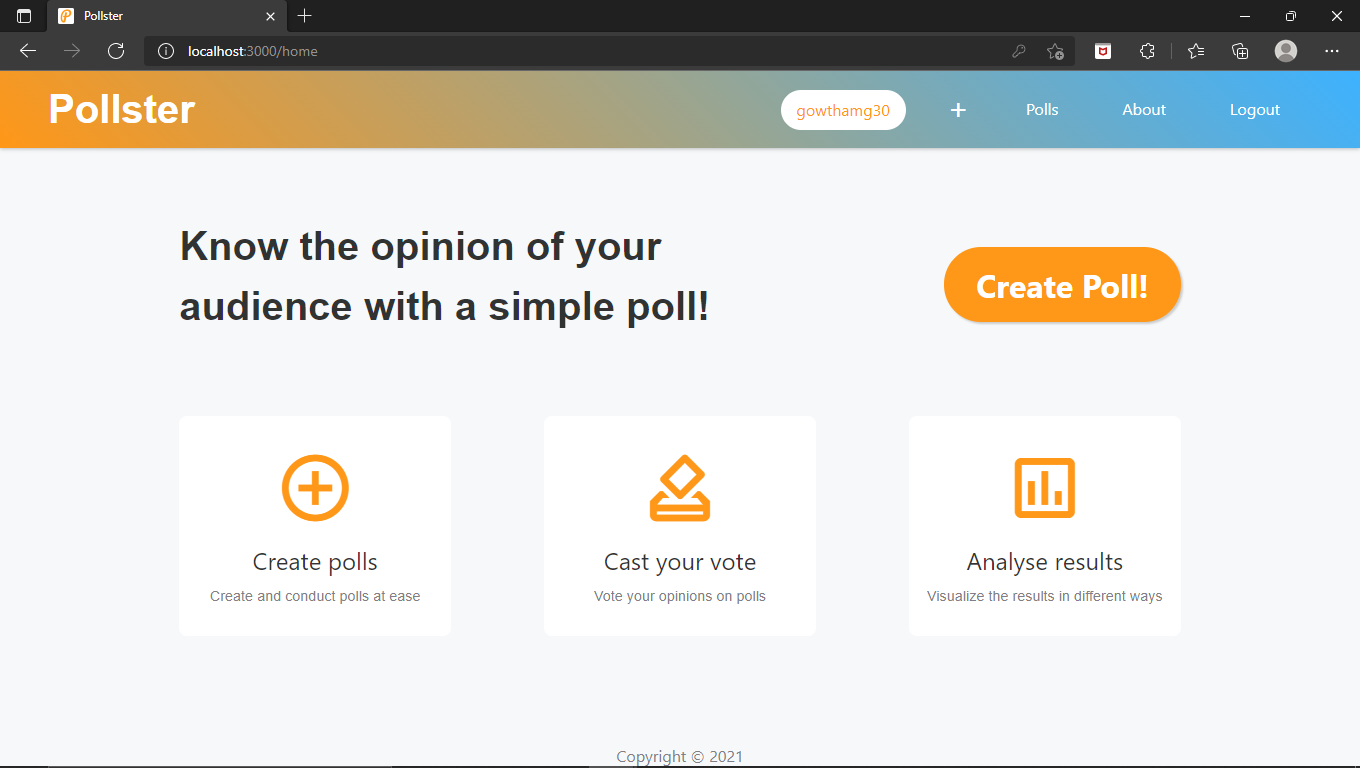 Pollster
localhost:3000/home
Pollster
gowthamg30
+
Polls
About
Logout
Know the opinion of your
audience with a simple poll!
Create Poll!
Create polls
Create and conduct polls at ease
Cast your vote
Vote your opinions on polls
Analyse results
Visualize the results in different ways
Copyright © 2021